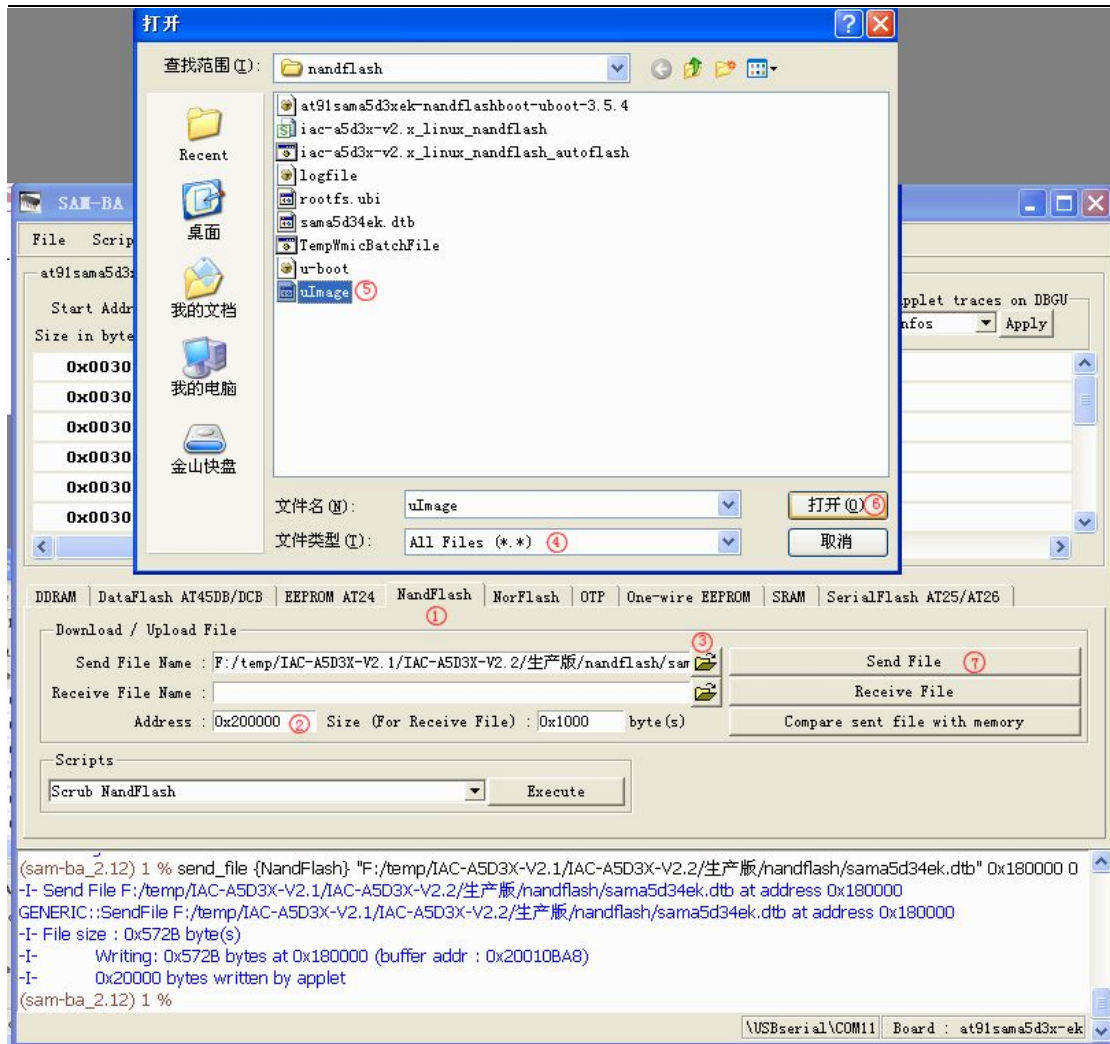 打开
查找范围(I):
nandflash
at91sama5d3xek-nandflashboot-uboot-3.5.4
iac-a5d3x-v2.x_linux_nandflash
iac-a5d3x-v2.x_linux_nandflash_autoflash
logfile
rootfs.ubi
sama5d34ek.dtb
TempWmicBatchFile
u-boot
uImage ⑤
Recent
桌面
我的文档
我的电脑
金山快盘
文件名(N):
uImage
打开(O) ⑥
文件类型(T):
All Files (*.*) ④
取消
SAM-BA
File Scrip
at91sama5d3x
Start Addr
Size in byte
pplet traces on DBGU
nfos
Apply
0x0030
0x0030
0x0030
0x0030
0x0030
0x0030
DDRAM DataFlash AT45DB/DCB EEPROM AT24 NandFlash NorFlash OTP One-wire EEPROM SRAM SerialFlash AT25/AT26
①
Download / Upload File
③
Send File Name : F:/temp/IAC-A5D3X-V2.1/IAC-A5D3X-V2.2/生产版/nandflash/sam Send File ⑦
Receive File Name : Receive File
Address : 0x200000 ② Size (For Receive File) : 0x1000 byte(s) Compare sent file with memory
Scripts
Scrub NandFlash Execute
(sam-ba_2.12) 1 % send_file {NandFlash} "F:/temp/IAC-A5D3X-V2.1/IAC-A5D3X-V2.2/生产版/nandflash/sama5d34ek.dtb" 0x180000 0
-I- Send File F:/temp/IAC-A5D3X-V2.1/IAC-A5D3X-V2.2/生产版/nandflash/sama5d34ek.dtb at address 0x180000
GENERIC::SendFile F:/temp/IAC-A5D3X-V2.1/IAC-A5D3X-V2.2/生产版/nandflash/sama5d34ek.dtb at address 0x180000
-I- File size : 0x572B byte(s)
-I- Writing: 0x572B bytes at 0x180000 (buffer addr : 0x20010BA8)
-I- 0x20000 bytes written by applet
(sam-ba_2.12) 1 %
\USBserial\COM11 Board : at91sama5d3x-ek